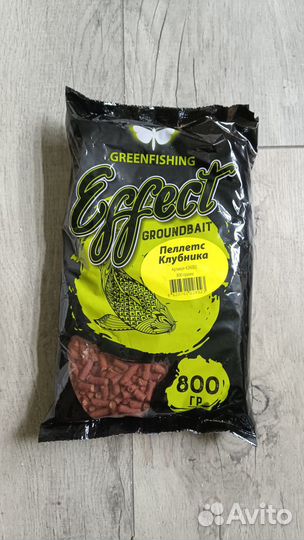 GREENFISHING
Effect
GROUNDBAIT
Пеллетс
Клубника
800
ГР.
Avito